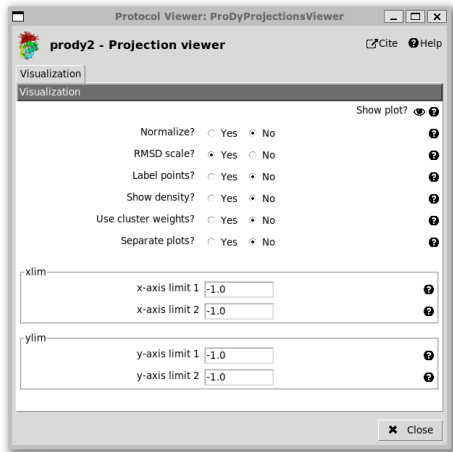 Protocol Viewer: ProDyProjectionsViewer
prody2 - Projection viewer Cite Help
Visualization
Visualization
Show plot?
Normalize? Yes No
RMSD scale? Yes No
Label points? Yes No
Show density? Yes No
Use cluster weights? Yes No
Separate plots? Yes No
xlim
x-axis limit 1 -1.0
x-axis limit 2 -1.0
ylim
y-axis limit 1 -1.0
y-axis limit 2 -1.0
Close